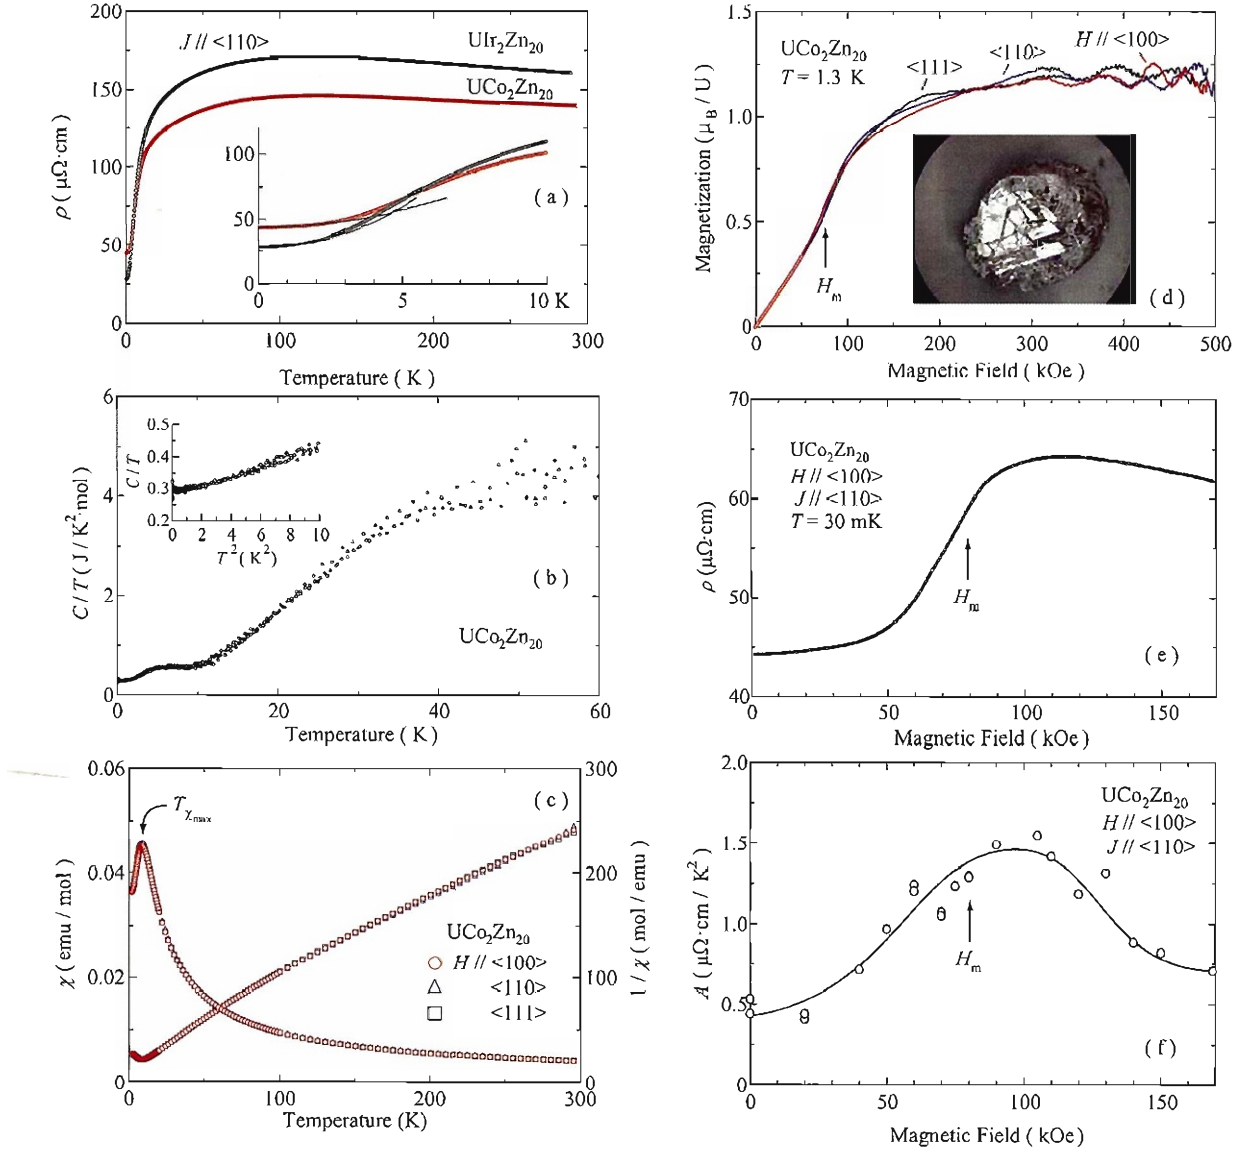 200
150
100
50
0
ρ ( μΩ·cm)
J // <110>
UIr2Zn20
UCo2Zn20
100
50
0
0
5
10 K
( a )
0
100
200
300
Temperature ( K )
6
4
2
0
C / T ( J / K2·mol)
0.5
0.4
0.3
0.2
C / T
0
2
4
6
8
10
T2 ( K2)
( b )
UCo2Zn20
0
20
40
60
Temperature ( K )
0.06
0.04
0.02
0
χ ( emu / mol)
Tχmax
( c )
300
200
100
0
1 / χ ( mol / emu)
UCo2Zn20
H // <100>
<110>
<111>
0
100
200
300
Temperature (K)
1.5
1.0
0.5
0
Magnetization ( μB / U)
UCo2Zn20
T = 1.3 K
<111>
<110>
H // <100>
Hm
( d )
0
100
200
300
400
500
Magnetic Field ( kOe)
70
60
50
40
ρ (μΩ·cm)
UCo2Zn20
H // <100>
J // <110>
T = 30 mK
Hm
( e )
0
50
100
150
Magnetic Field ( kOe)
2.0
1.5
1.0
0.5
0
A ( μΩ·cm / K2)
UCo2Zn20
H // <100>
J // <110>
Hm
( f )
0
50
100
150
Magnetic Field ( kOe)